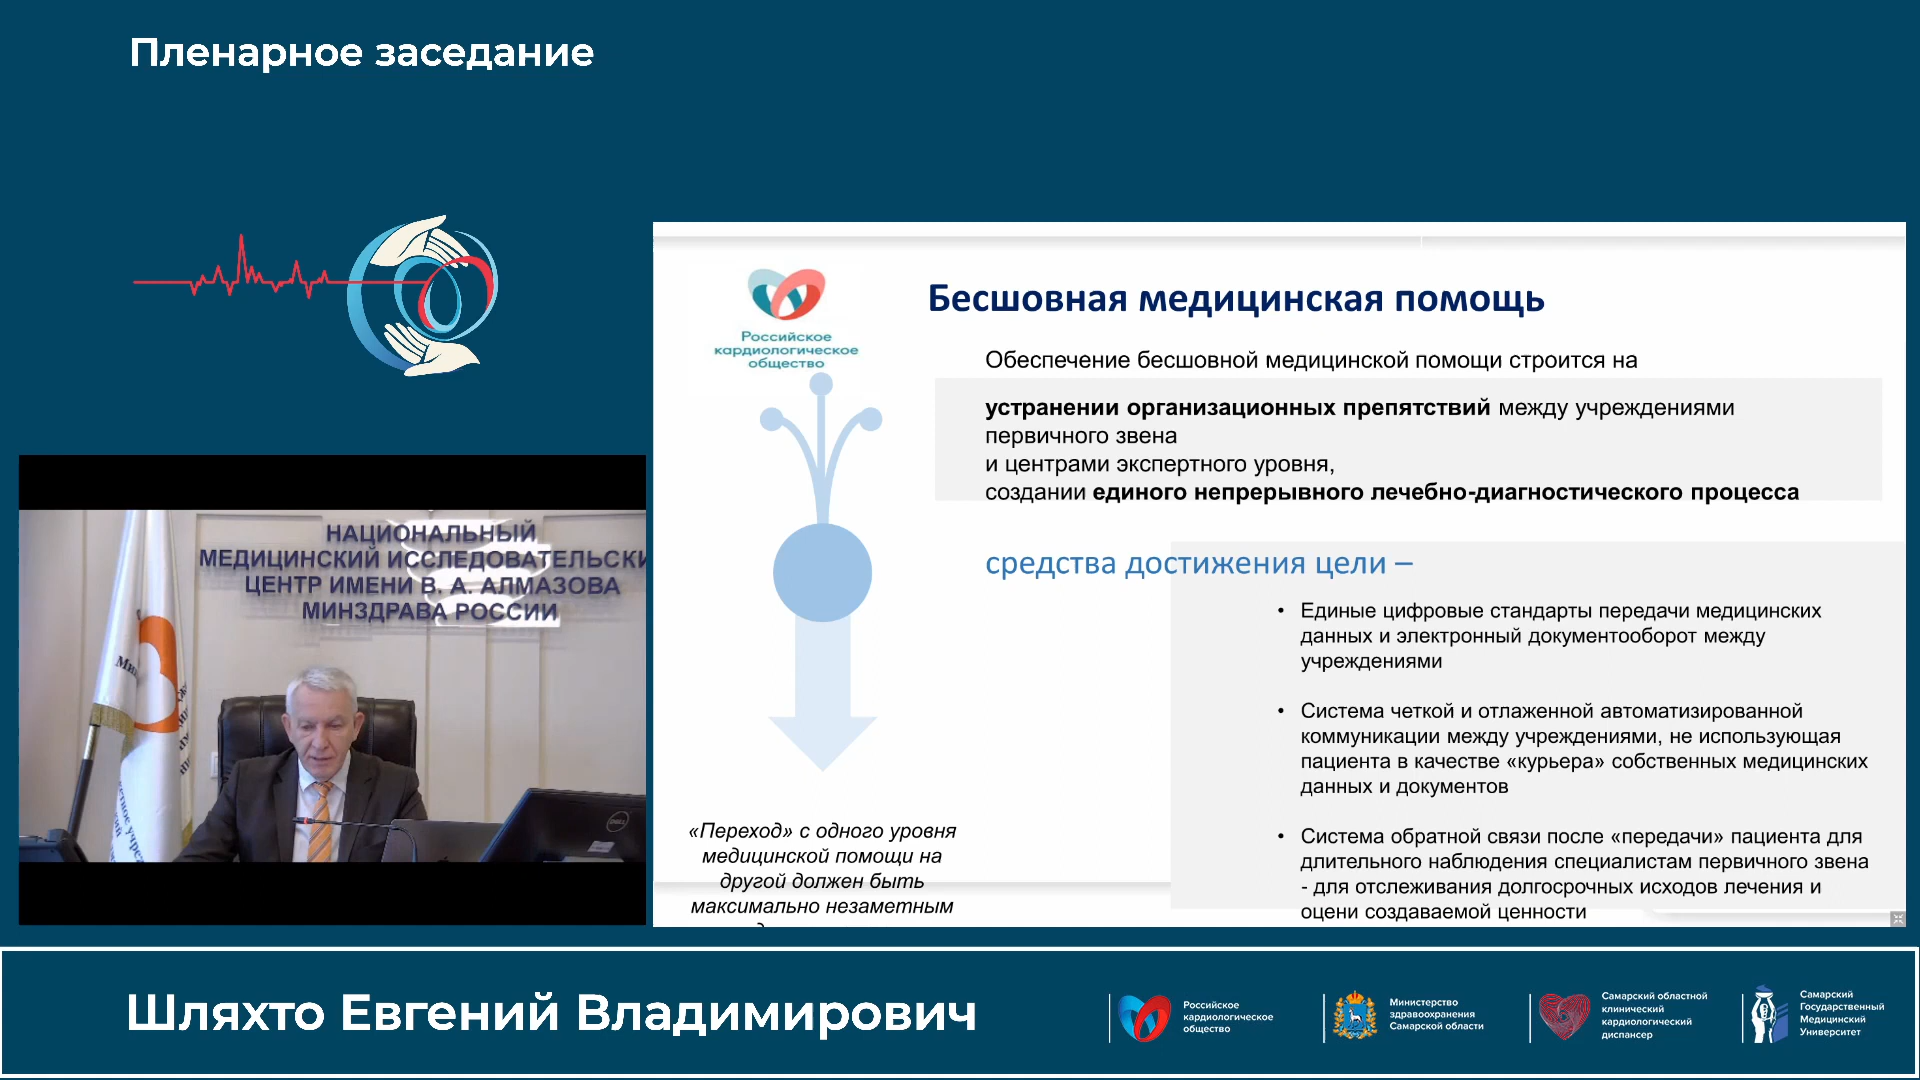 Пленарное заседание
Российское
кардиологическое
общество
Бесшовная медицинская помощь
Обеспечение бесшовной медицинской помощи строится на
устранении организационных препятствий между учреждениями
первичного звена
и центрами экспертного уровня,
создании единого непрерывного лечебно-диагностического процесса
средства достижения цели –
• Единые цифровые стандарты передачи медицинских
данных и электронный документооборот между
учреждениями
• Система четкой и отлаженной автоматизированной
коммуникации между учреждениями, не использующая
пациента в качестве «курьера» собственных медицинских
данных и документов
• Система обратной связи после «передачи» пациента для
длительного наблюдения специалистам первичного звена
- для отслеживания долгосрочных исходов лечения и
оцени создаваемой ценности
«Переход» с одного уровня
медицинской помощи на
другой должен быть
максимально незаметным
НАЦИОНАЛЬНЫЙ
МЕДИЦИНСКИЙ ИССЛЕДОВАТЕЛЬСКИ
ЦЕНТР ИМЕНИ В. А. АЛМАЗОВА
МИНЗДРАВА РОССИИ
DELL
Шляхто Евгений Владимирович
Российское
кардиологическое
общество
Министерство
здравоохранения
Самарской области
Самарский областной
клинический
кардиологический
диспансер
Самарский
Государственный
Медицинский
Университет